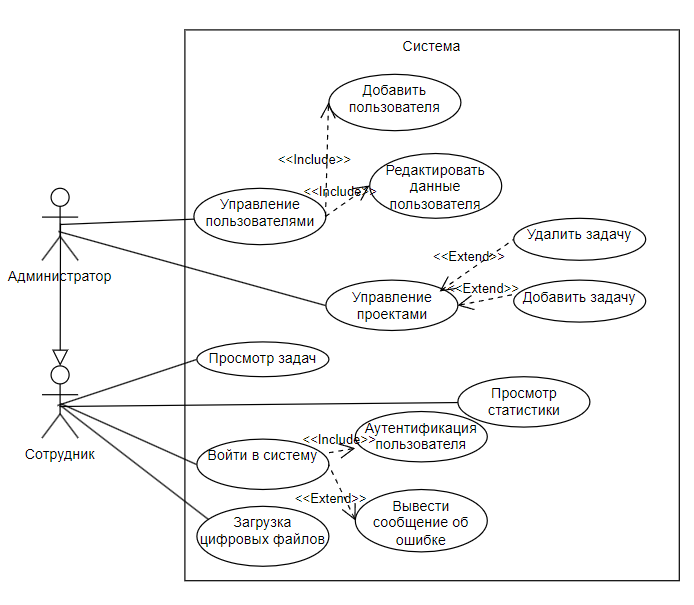 Система
Добавить
пользователя
<<Include>>
Редактировать
данные
пользователя
<<Include>>
Управление
пользователями
Администратор
Удалить задачу
<<Extend>>
<<Extend>>
Добавить задачу
Управление
проектами
Просмотр задач
Просмотр
статистики
Сотрудник
Аутентификация
пользователя
<<Include>>
Войти в систему
<<Extend>>
Вывести
сообщение об
ошибке
Загрузка
цифровых файлов